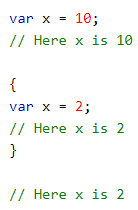 var x = 10;
// Here x is 10
{
var x = 2;
// Here x is 2
}
// Here x is 2